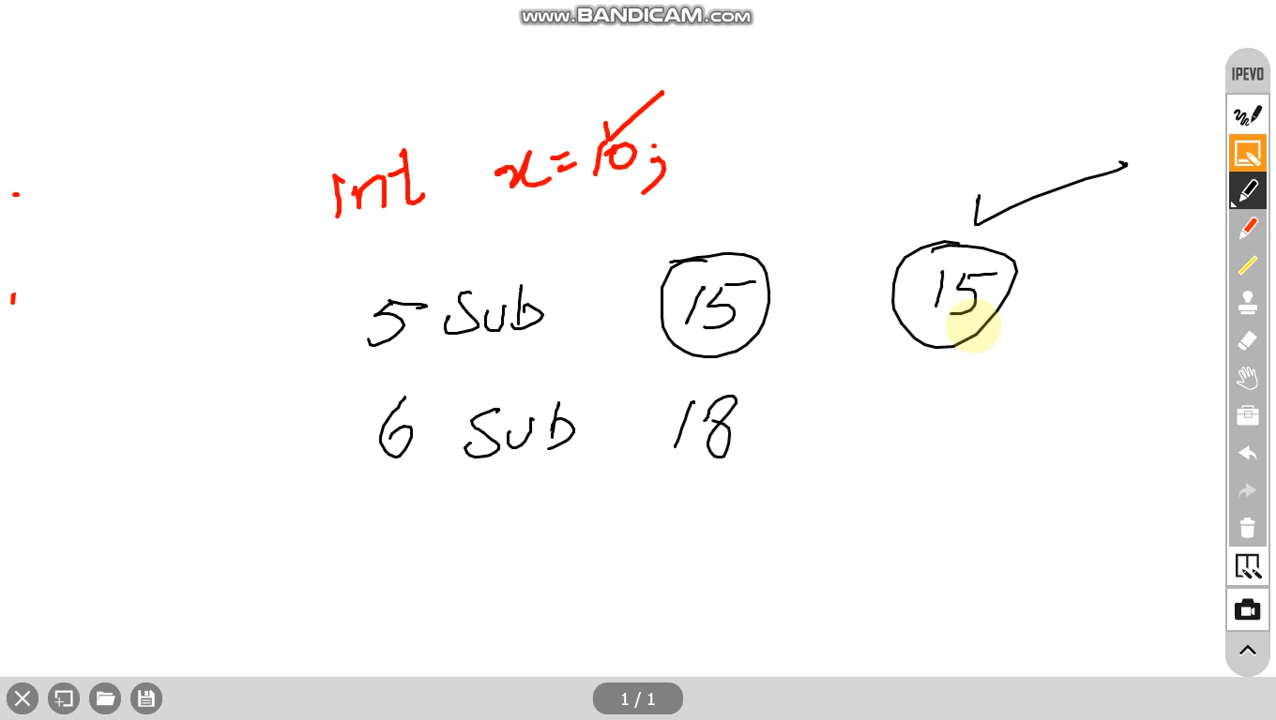 www.BANDICAM.com
IPEVO
int x=10;
5 Sub 15 15
6 Sub 18
1 / 1